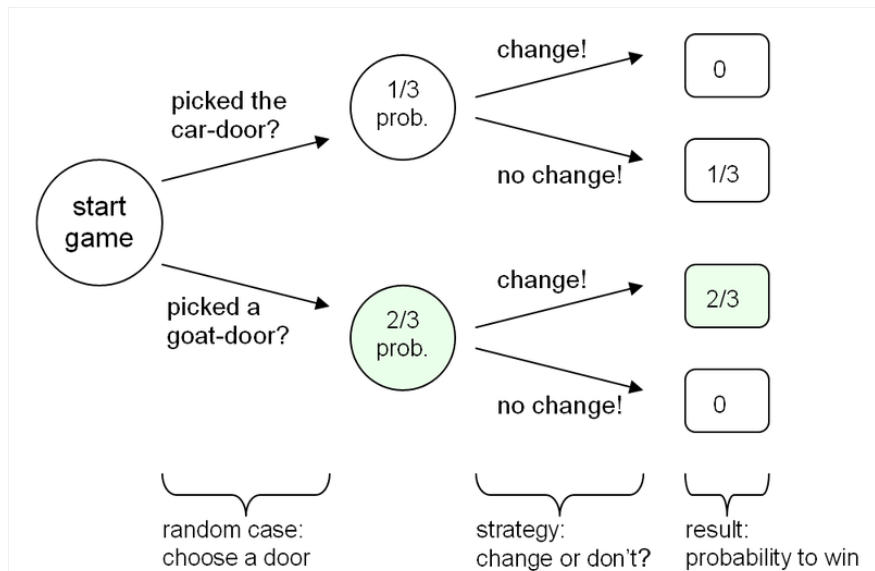 start
game
picked the
car-door?
1/3
prob.
change!
0
no change!
1/3
picked a
goat-door?
2/3
prob.
change!
2/3
no change!
0
random case:
choose a door
strategy:
change or don't?
result:
probability to win